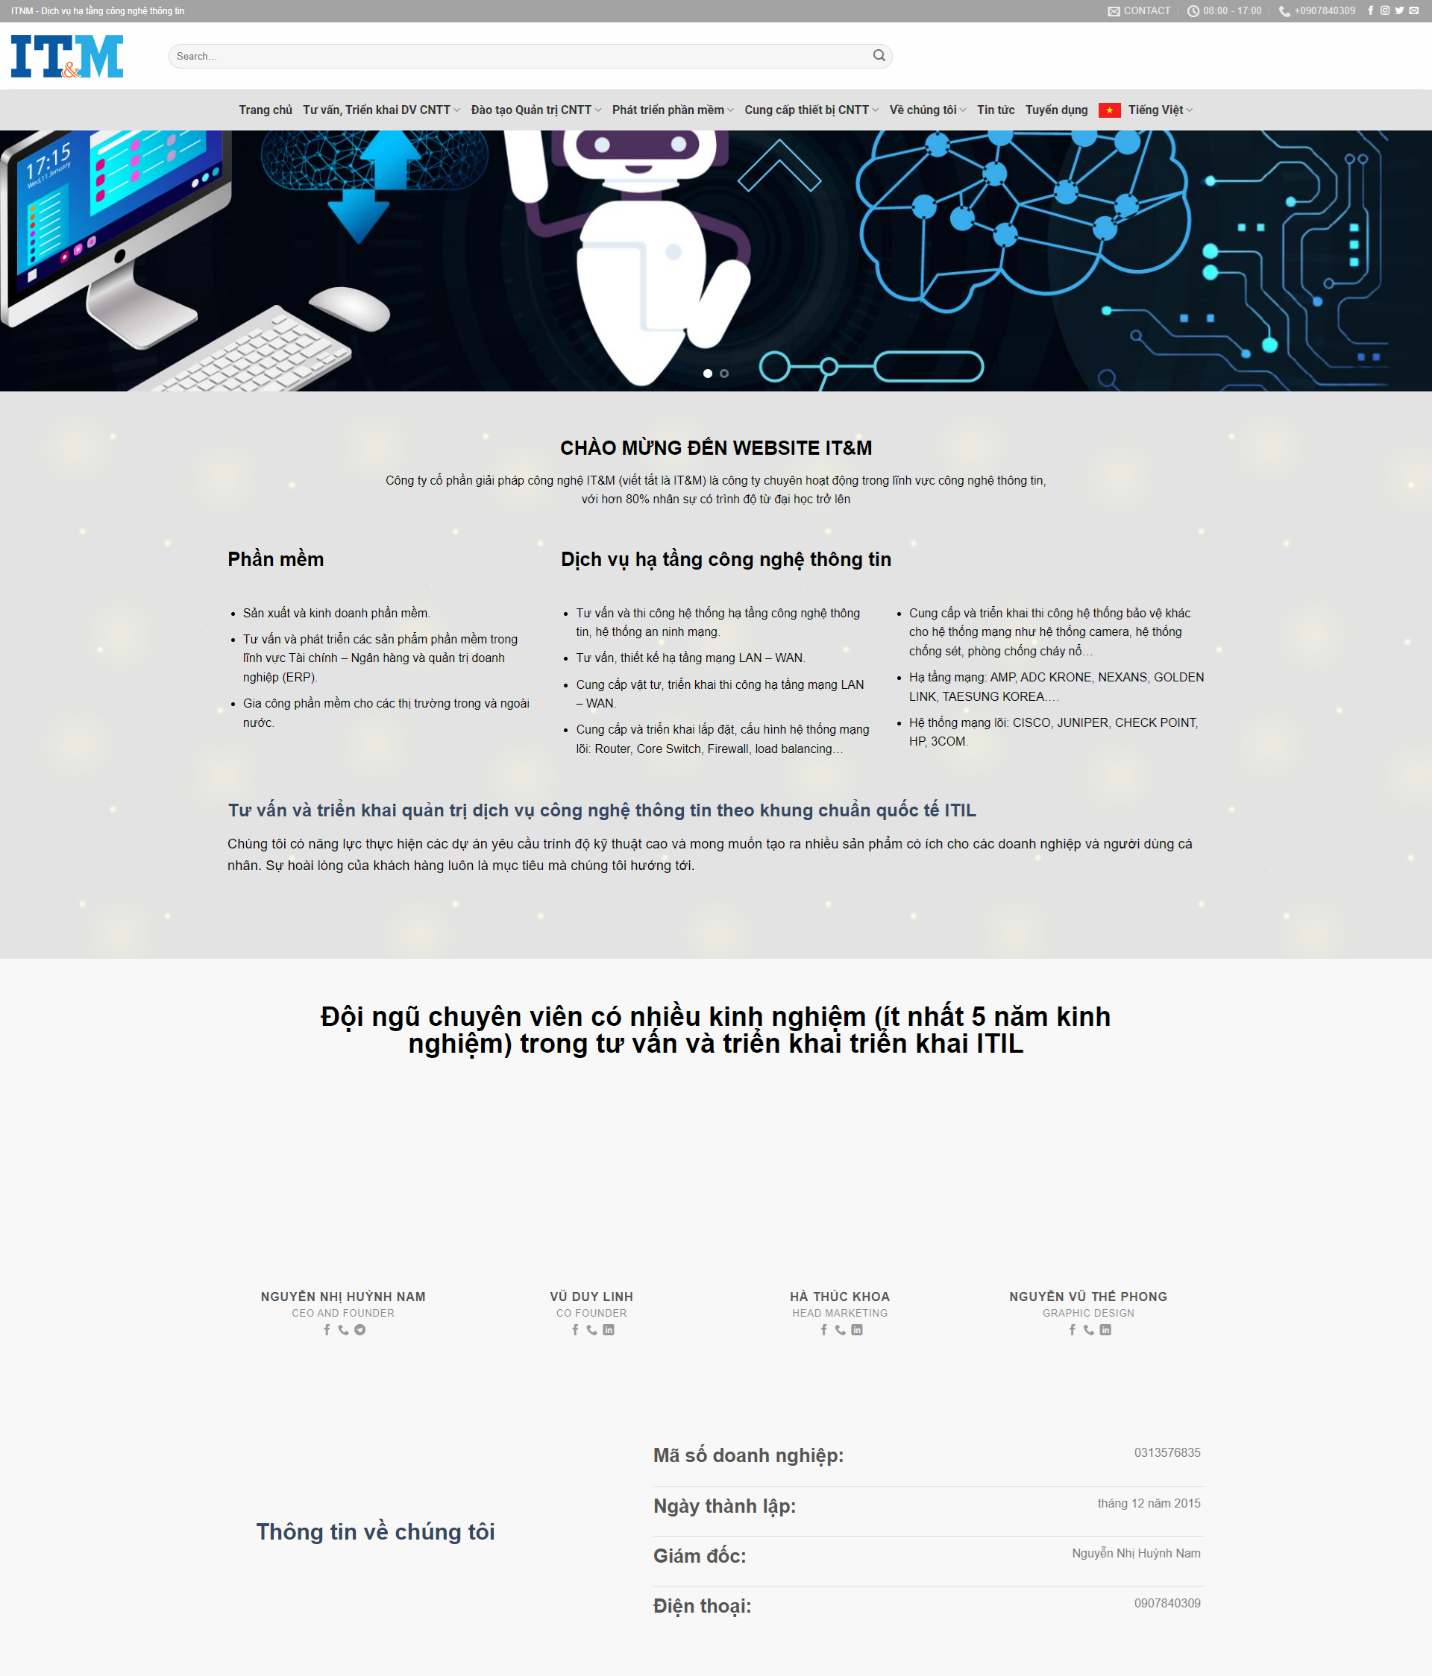 ITNM - Dịch vụ hạ tầng công nghệ thông tin
CONTACT
08:00 - 17:00
+0907840309
IT&M
Search...
Trang chủ
Tư vấn, Triển khai DV CNTT
Đào tạo Quản trị CNTT
Phát triển phần mềm
Cung cấp thiết bị CNTT
Về chúng tôi
Tin tức
Tuyển dụng
Tiếng Việt
17:15
Wed,11 January
CHÀO MỪNG ĐẾN WEBSITE IT&M
Công ty cổ phần giải pháp công nghệ IT&M (viết tắt là IT&M) là công ty chuyên hoạt động trong lĩnh vực công nghệ thông tin,
với hơn 80% nhân sự có trình độ từ đại học trở lên
Phần mềm
Sản xuất và kinh doanh phần mềm.
Tư vấn và phát triển các sản phẩm phần mềm trong
lĩnh vực Tài chính – Ngân hàng và quản trị doanh
nghiệp (ERP).
Gia công phần mềm cho các thị trường trong và ngoài
nước.
Dịch vụ hạ tầng công nghệ thông tin
Tư vấn và thi công hệ thống hạ tầng công nghệ thông
tin, hệ thống an ninh mạng.
Tư vấn, thiết kế hạ tầng mạng LAN – WAN.
Cung cấp vật tư, triển khai thi công hạ tầng mạng LAN
– WAN.
Cung cấp và triển khai lắp đặt, cấu hình hệ thống mạng
lõi: Router, Core Switch, Firewall, load balancing…
Cung cấp và triển khai thi công hệ thống bảo vệ khác
cho hệ thống mạng như hệ thống camera, hệ thống
chống sét, phòng chống cháy nổ…
Hạ tầng mạng: AMP, ADC KRONE, NEXANS, GOLDEN
LINK, TAESUNG KOREA….
Hệ thống mạng lõi: CISCO, JUNIPER, CHECK POINT,
HP, 3COM.
Tư vấn và triển khai quản trị dịch vụ công nghệ thông tin theo khung chuẩn quốc tế ITIL
Chúng tôi có năng lực thực hiện các dự án yêu cầu trình độ kỹ thuật cao và mong muốn tạo ra nhiều sản phẩm có ích cho các doanh nghiệp và người dùng cá
nhân. Sự hoài lòng của khách hàng luôn là mục tiêu mà chúng tôi hướng tới.
Đội ngũ chuyên viên có nhiều kinh nghiệm (ít nhất 5 năm kinh
nghiệm) trong tư vấn và triển khai triển khai ITIL
NGUYỄN NHỊ HUỲNH NAM
CEO AND FOUNDER
VŨ DUY LINH
CO FOUNDER
HÀ THÚC KHOA
HEAD MARKETING
NGUYỄN VŨ THẾ PHONG
GRAPHIC DESIGN
Thông tin về chúng tôi
Mã số doanh nghiệp:
0313576835
Ngày thành lập:
tháng 12 năm 2015
Giám đốc:
Nguyễn Nhị Huỳnh Nam
Điện thoại:
0907840309